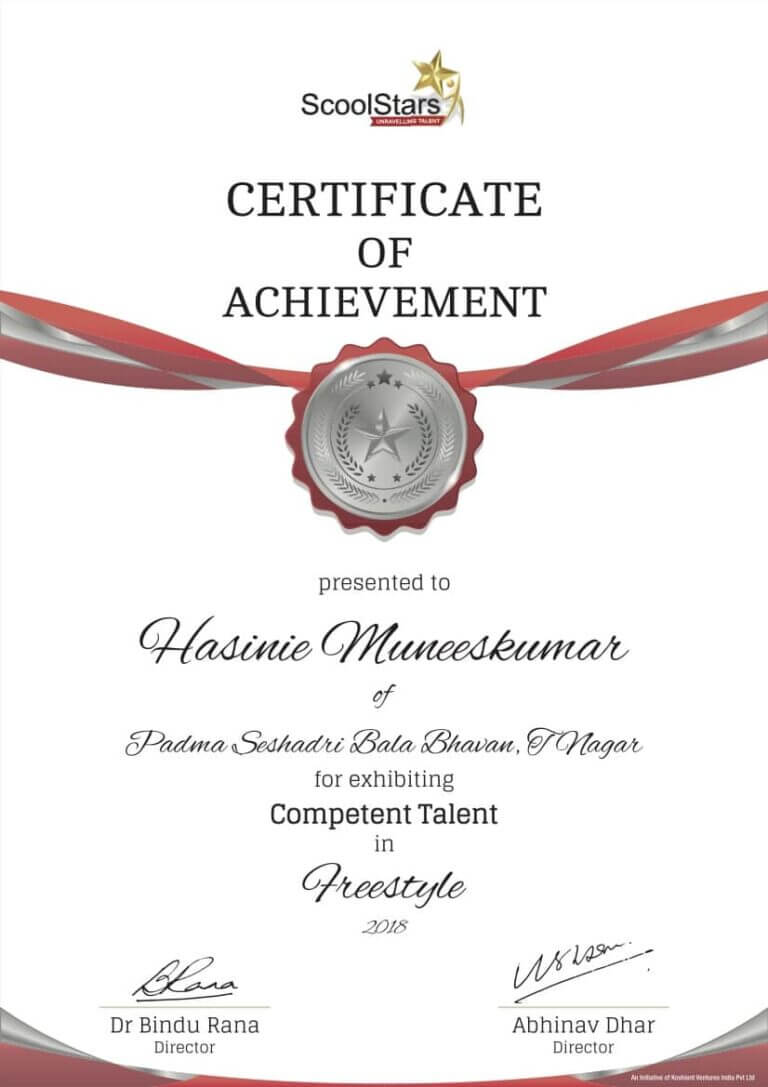 ScoolStars
UNRAVELLING TALENT
CERTIFICATE
OF
ACHIEVEMENT
presented to
Hasinie Muneeskumar
of
Padma Seshadri Bala Bhavan, T Nagar
for exhibiting
Competent Talent
in
Freestyle
2018
BRana
Dr Bindu Rana
Abhinav Dhar
Director
Director
An Initiative of Koshient Ventures India Pvt Ltd